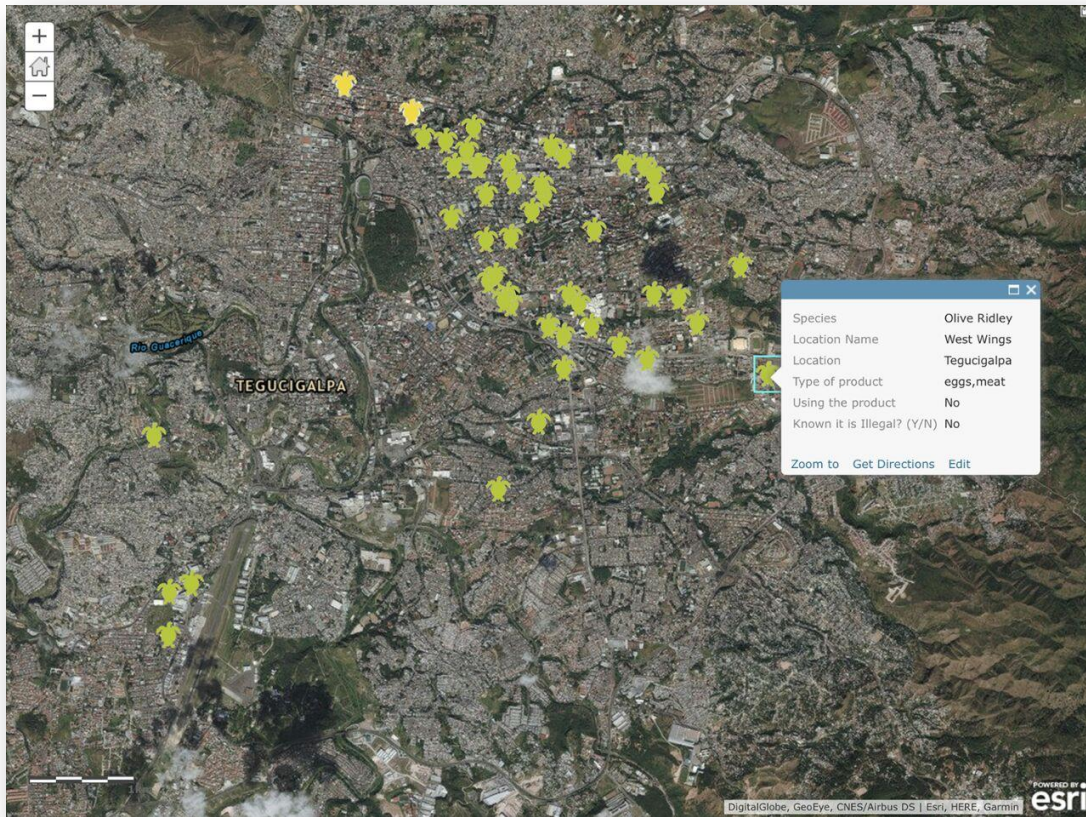 +
−
Rio Guacerique
TEGUCIGALPA
Species Olive Ridley
Location Name West Wings
Location Tegucigalpa
Type of product eggs,meat
Using the product No
Known it is Illegal? (Y/N) No
Zoom to Get Directions Edit
DigitalGlobe, GeoEye, CNES/Airbus DS | Esri, HERE, Garmin
POWERED BY
esri